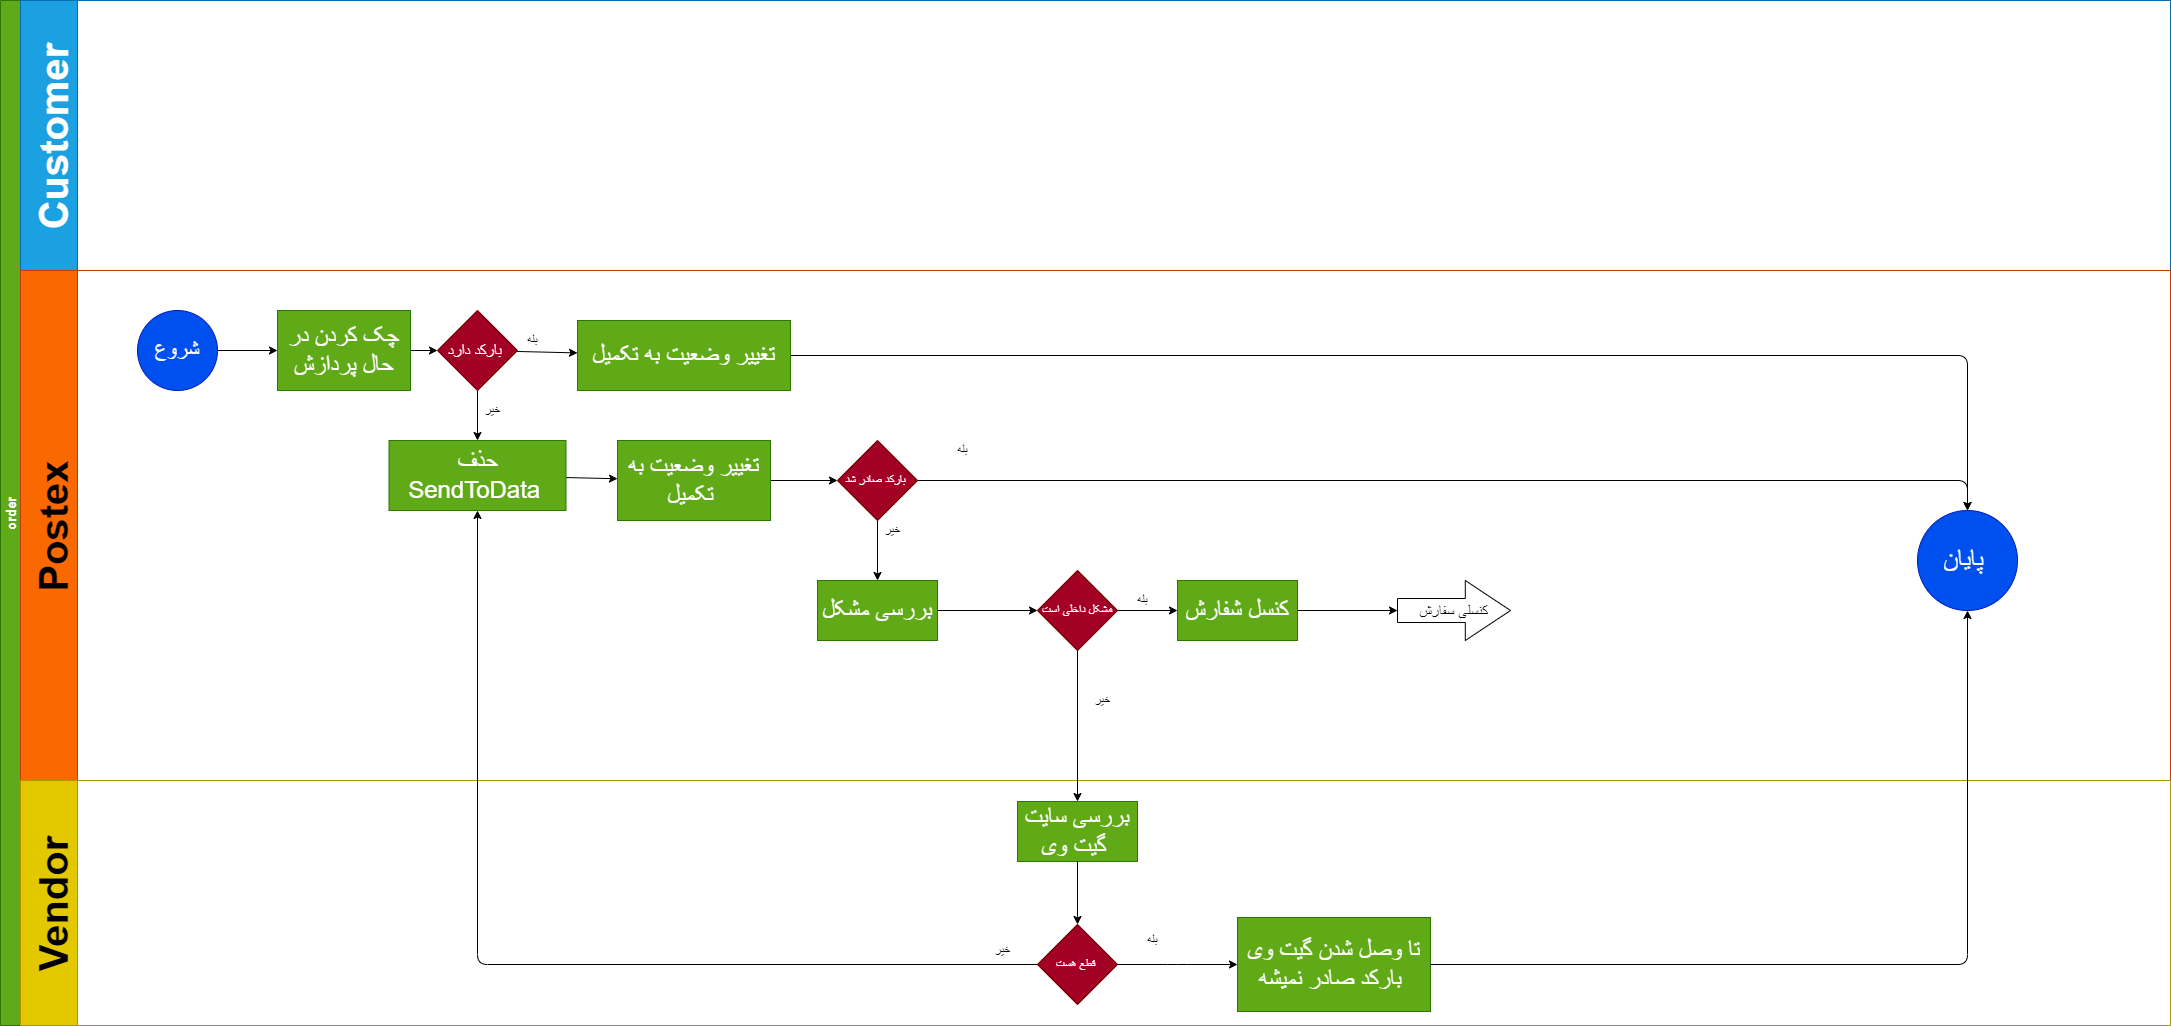 order
Customer
Postex
Vendor
شروع
چک کردن در
حال پردازش
بارکد دارد
بله
تغییر وضعیت به تکمیل
خیر
حذف
SendToData
تغییر وضعیت به
تکمیل
بارکد صادر شد
بله
خیر
بررسی مشکل
مشکل داخلی است
بله
کنسل شفارش
کنسلی سفارش
پایان
خیر
بررسی سایت
گیت وی
قطع هست
خیر
بله
تا وصل شدن گیت وی
بارکد صادر نمیشه